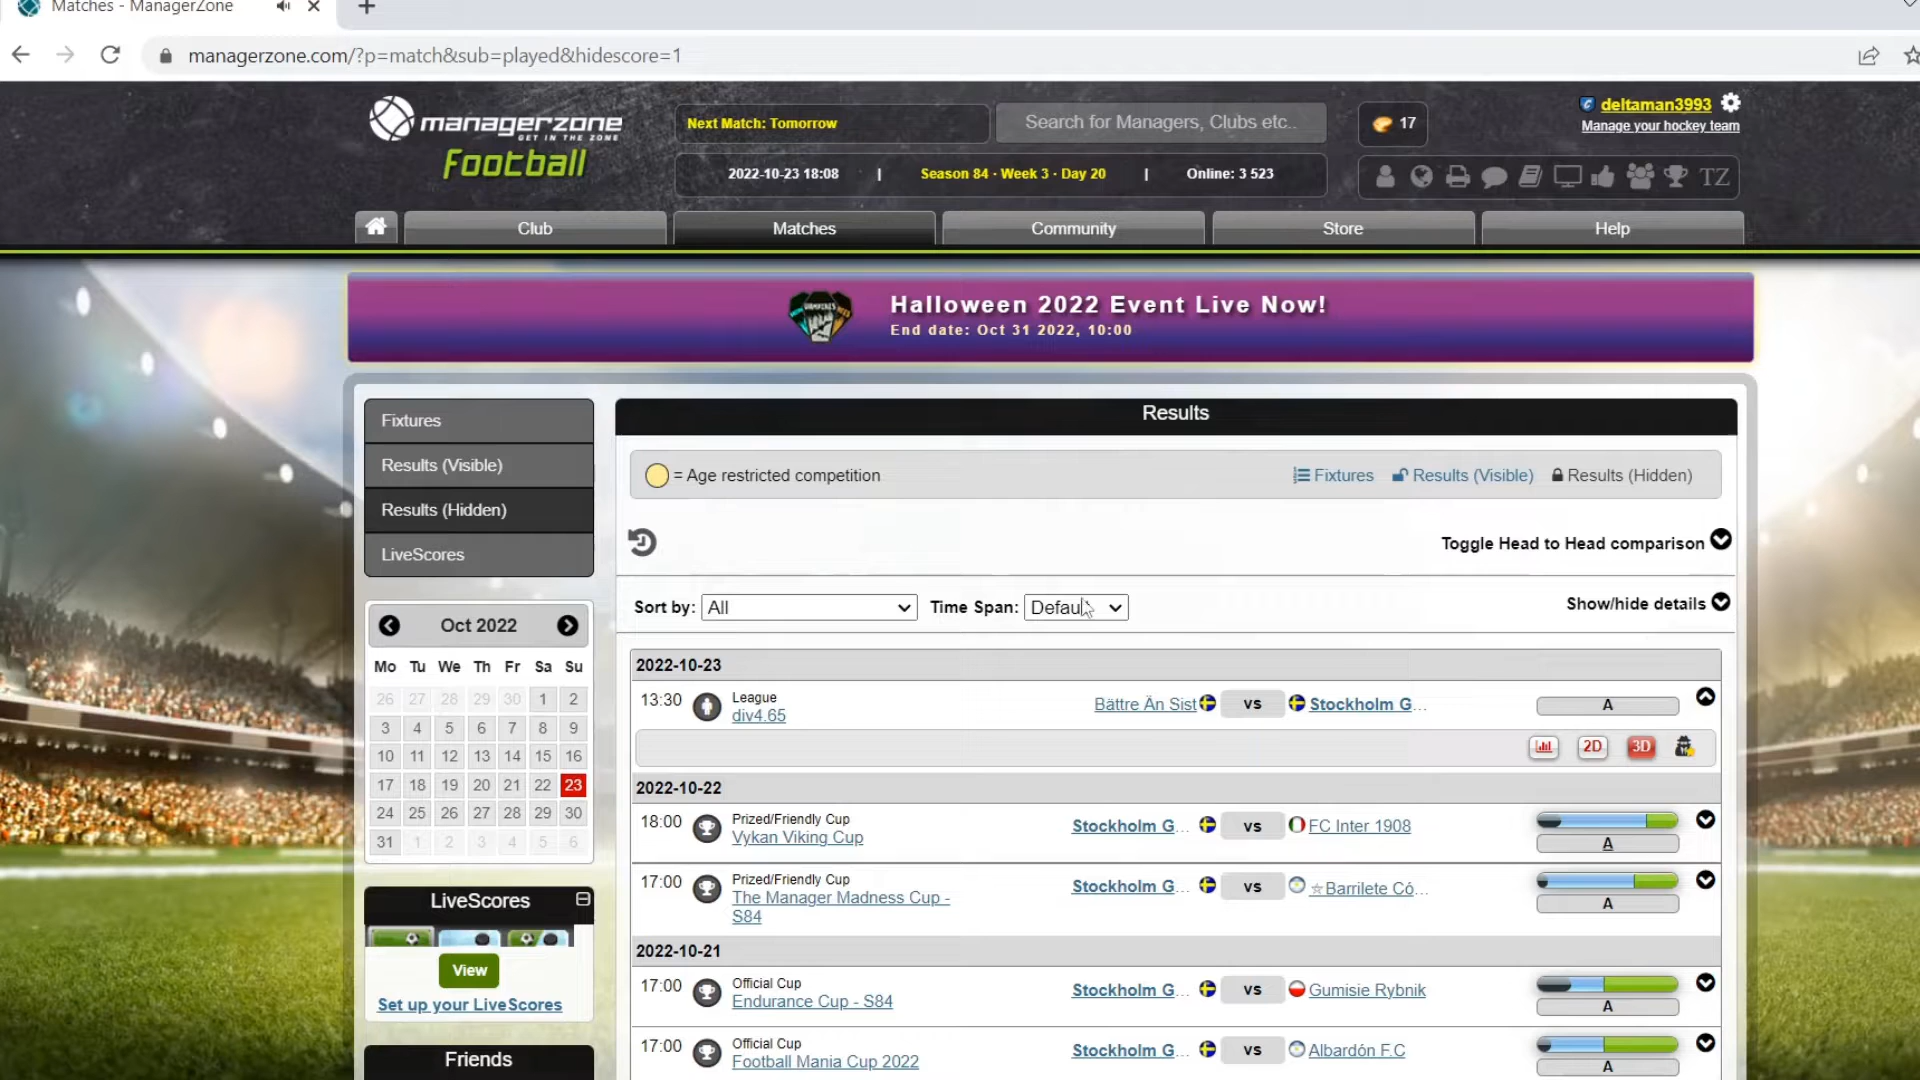 Matches - ManagerZone
managerzone.com/?p=match&sub=played&hidescore=1
managerzone
GET IN THE ZONE
Football
Next Match: Tomorrow
Search for Managers, Clubs etc..
17
deltaman3993
Manage your hockey team
2022-10-23 18:08 | Season 84 · Week 3 · Day 20 | Online: 3 523
TZ
Club Matches Community Store Help
Halloween 2022 Event Live Now!
End date: Oct 31 2022, 10:00
Fixtures
Results (Visible)
Results (Hidden)
LiveScores
Oct 2022
Mo Tu We Th Fr Sa Su
26 27 28 29 30 1 2
3 4 5 6 7 8 9
10 11 12 13 14 15 16
17 18 19 20 21 22 23
24 25 26 27 28 29 30
31 1 2 3 4 5 6
LiveScores
View
Set up your LiveScores
Friends
Results
= Age restricted competition
Fixtures Results (Visible) Results (Hidden)
Toggle Head to Head comparison
Sort by: All Time Span: Defau
Show/hide details
2022-10-23
13:30 League Bättre Än Sist vs Stockholm G... A
div4.65
2D 3D
2022-10-22
18:00 Prized/Friendly Cup Stockholm G... vs FC Inter 1908
Vykan Viking Cup A
17:00 Prized/Friendly Cup Stockholm G... vs ☆Barrilete Có...
The Manager Madness Cup - A
S84
2022-10-21
17:00 Official Cup Stockholm G... vs Gumisie Rybnik
Endurance Cup - S84 A
17:00 Official Cup Stockholm G... vs Albardón F.C
Football Mania Cup 2022 A